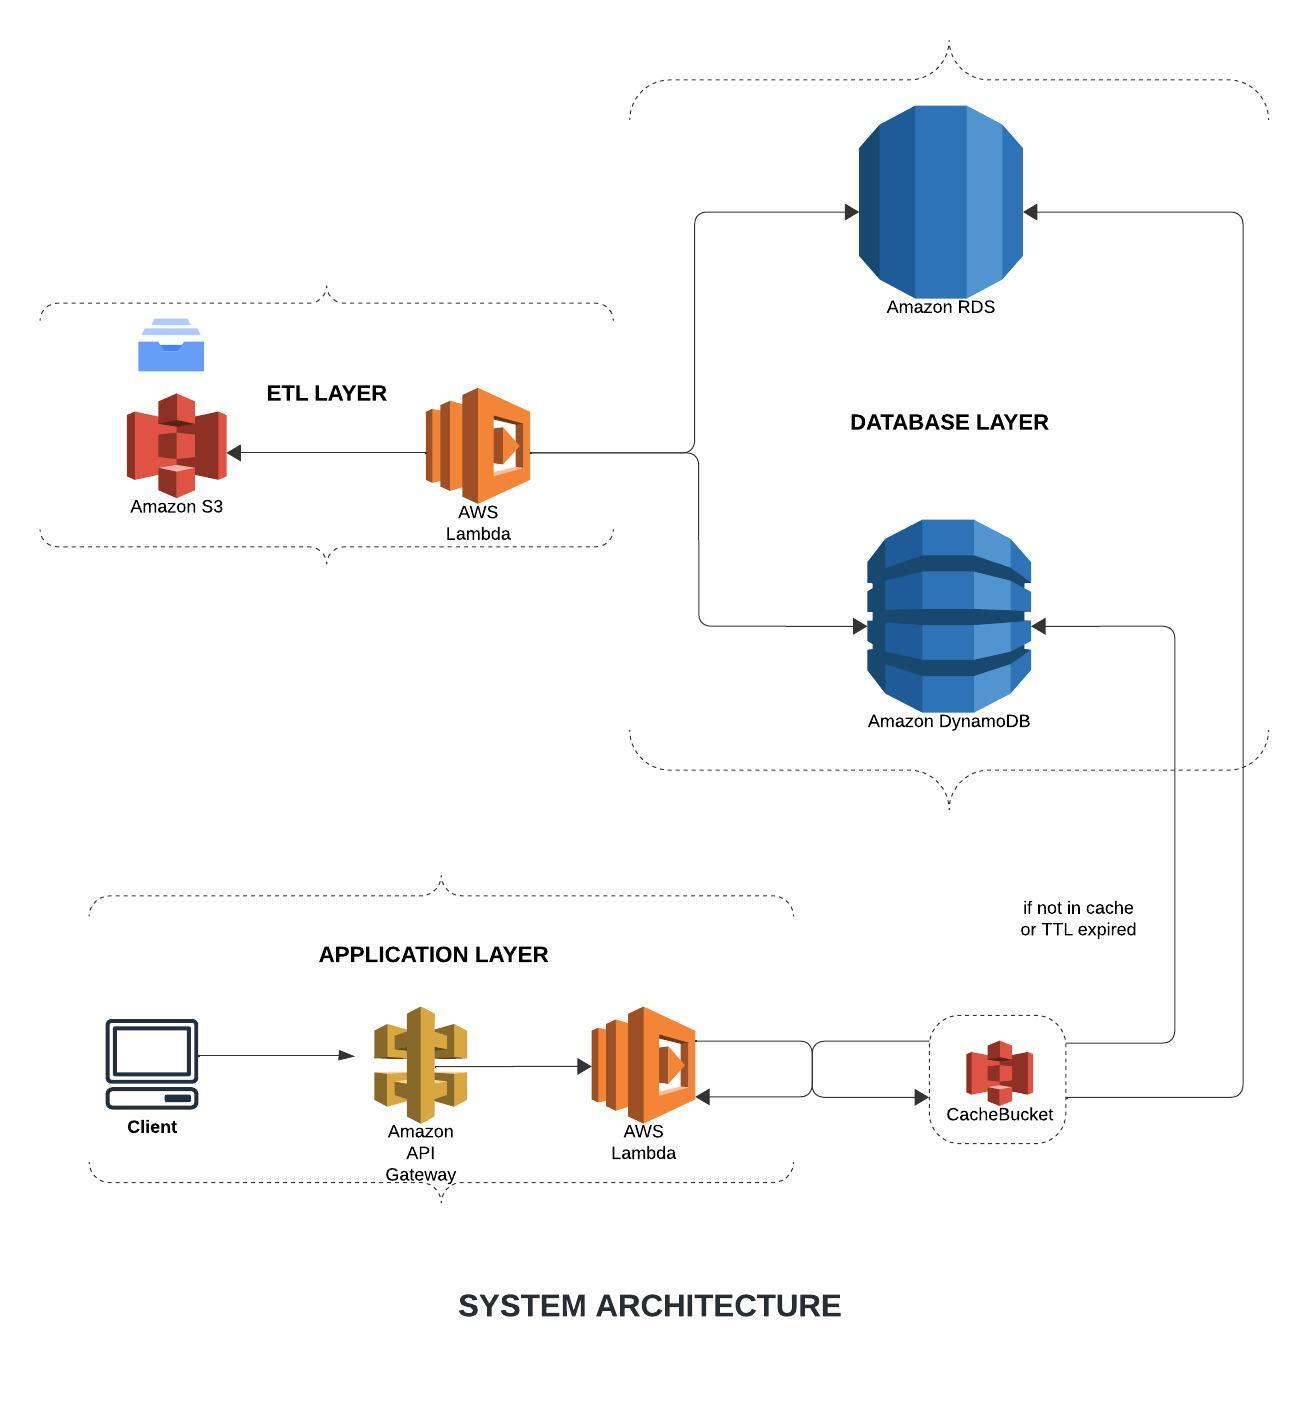 Amazon RDS
ETL LAYER
DATABASE LAYER
Amazon S3
AWS
Lambda
Amazon DynamoDB
if not in cache
or TTL expired
APPLICATION LAYER
Client
Amazon
API
Gateway
AWS
Lambda
CacheBucket
SYSTEM ARCHITECTURE